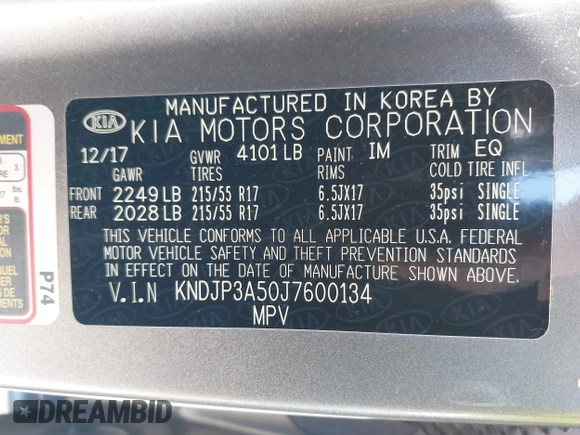 MANUFACTURED IN KOREA BY
KIA KIA MOTORS CORPORATION
12/17 GVWR 4101 LB PAINT IM TRIM EQ
GAWR TIRES RIMS COLD TIRE INFL
FRONT 2249 LB 215/55 R17 6.5JX17 35psi SINGLE
REAR 2028 LB 215/55 R17 6.5JX17 35psi SINGLE
THIS VEHICLE CONFORMS TO ALL APPLICABLE U.S.A. FEDERAL
MOTOR VEHICLE SAFETY AND THEFT PREVENTION STANDARDS
IN EFFECT ON THE DATE OF MANUFACTURE SHOWN ABOVE.
V.I.N KNDJP3A50J7600134
MPV
P74
DREAMBID